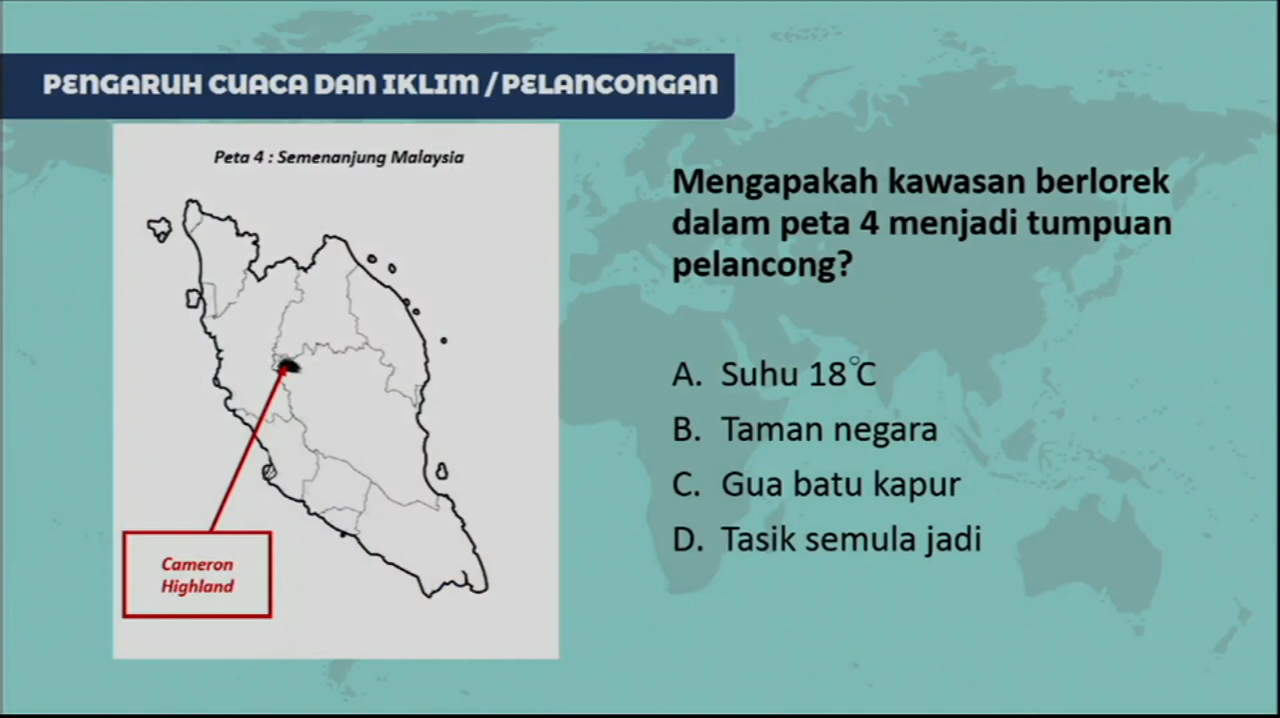 PENGARUH CUACA DAN IKLIM / PELANCONGAN
Peta 4 : Semenanjung Malaysia
Cameron
Highland
Mengapakah kawasan berlorek
dalam peta 4 menjadi tumpuan
pelancong?
A. Suhu 18°C
B. Taman negara
C. Gua batu kapur
D. Tasik semula jadi